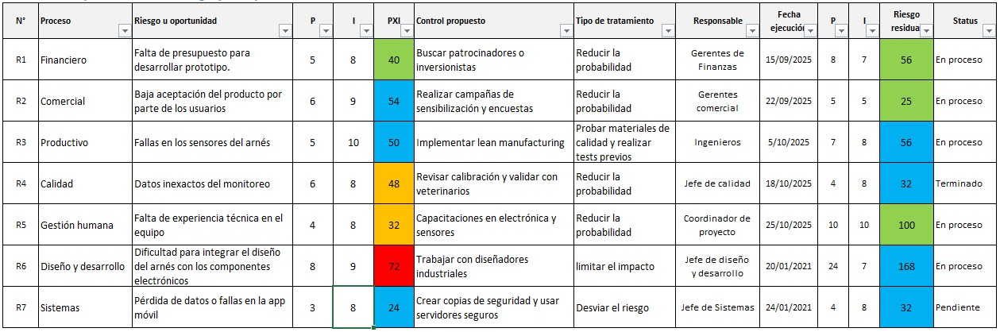 N° Proceso Riesgo u oportunidad P I PXI Control propuesto Tipo de tratamiento Responsable Fecha ejecución P I Riesgo residual Status
R1 Financiero Falta de presupuesto para desarrollar prototipo. 5 8 40 Buscar patrocinadores o inversionistas Reducir la probabilidad Gerentes de Finanzas 15/09/2025 8 7 56 En proceso
R2 Comercial Baja aceptación del producto por parte de los usuarios 6 9 54 Realizar campañas de sensibilización y encuestas Reducir la probabilidad Gerentes comercial 22/09/2025 5 5 25 En proceso
R3 Productivo Fallas en los sensores del arnés 5 10 50 Implementar lean manufacturing Probar materiales de calidad y realizar tests previos Ingenieros 5/10/2025 7 8 56 En proceso
R4 Calidad Datos inexactos del monitoreo 6 8 48 Revisar calibración y validar con veterinarios Reducir la probabilidad Jefe de calidad 18/10/2025 4 8 32 Terminado
R5 Gestión humana Falta de experiencia técnica en el equipo 4 8 32 Capacitaciones en electrónica y sensores Reducir la probabilidad Coordinador de proyecto 25/10/2025 10 10 100 En proceso
R6 Diseño y desarrollo Dificultad para integrar el diseño del arnés con los componentes electrónicos 8 9 72 Trabajar con diseñadores industriales limitar el impacto Jefe de diseño y desarrollo 20/01/2021 24 7 168 En proceso
R7 Sistemas Pérdida de datos o fallas en la app móvil 3 8 24 Crear copias de seguridad y usar servidores seguros Desviar el riesgo Jefe de Sistemas 24/01/2021 4 8 32 Pendiente